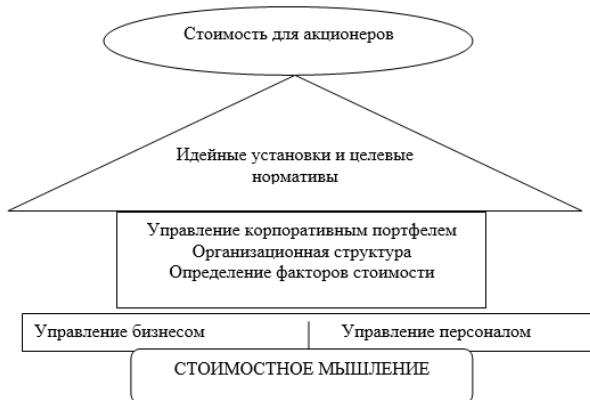 Стоимость для акционеров
Идейные установки и целевые
нормативы
Управление корпоративным портфелем
Организационная структура
Определение факторов стоимости
Управление бизнесом
Управление персоналом
СТОИМОСТНОЕ МЫШЛЕНИЕ